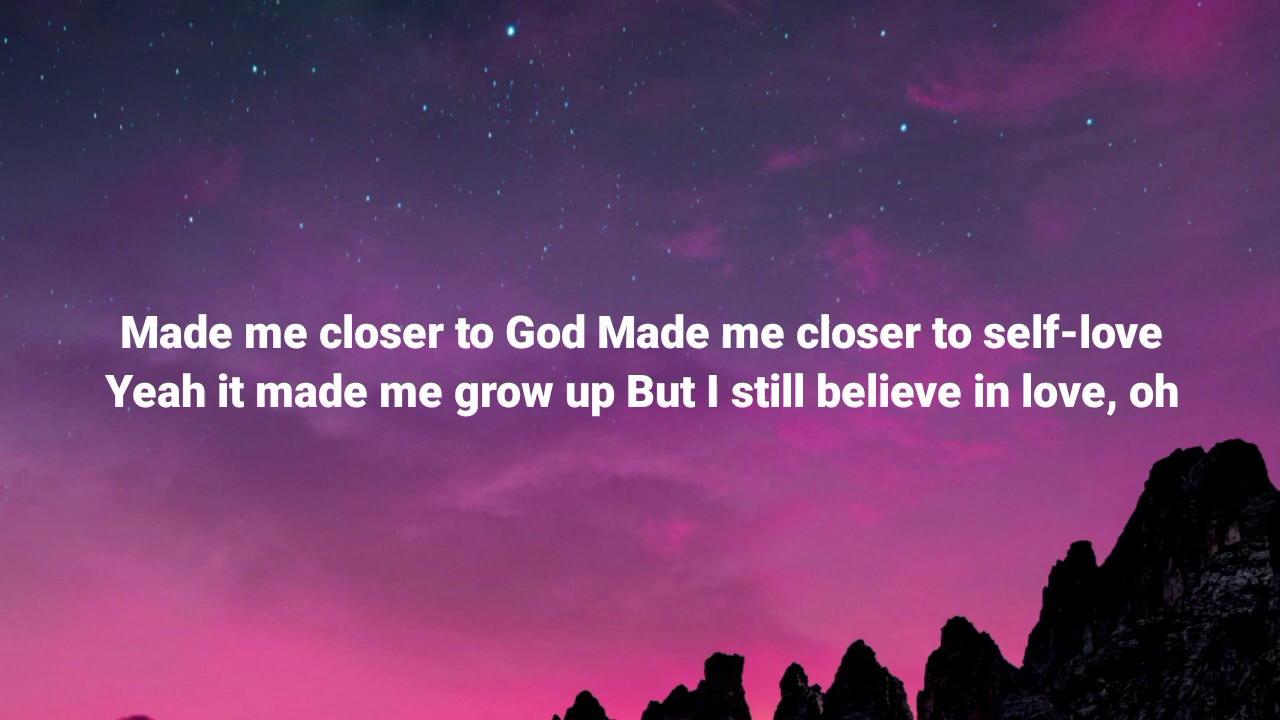 Made me closer to God Made me closer to self-love
Yeah it made me grow up But I still believe in love, oh